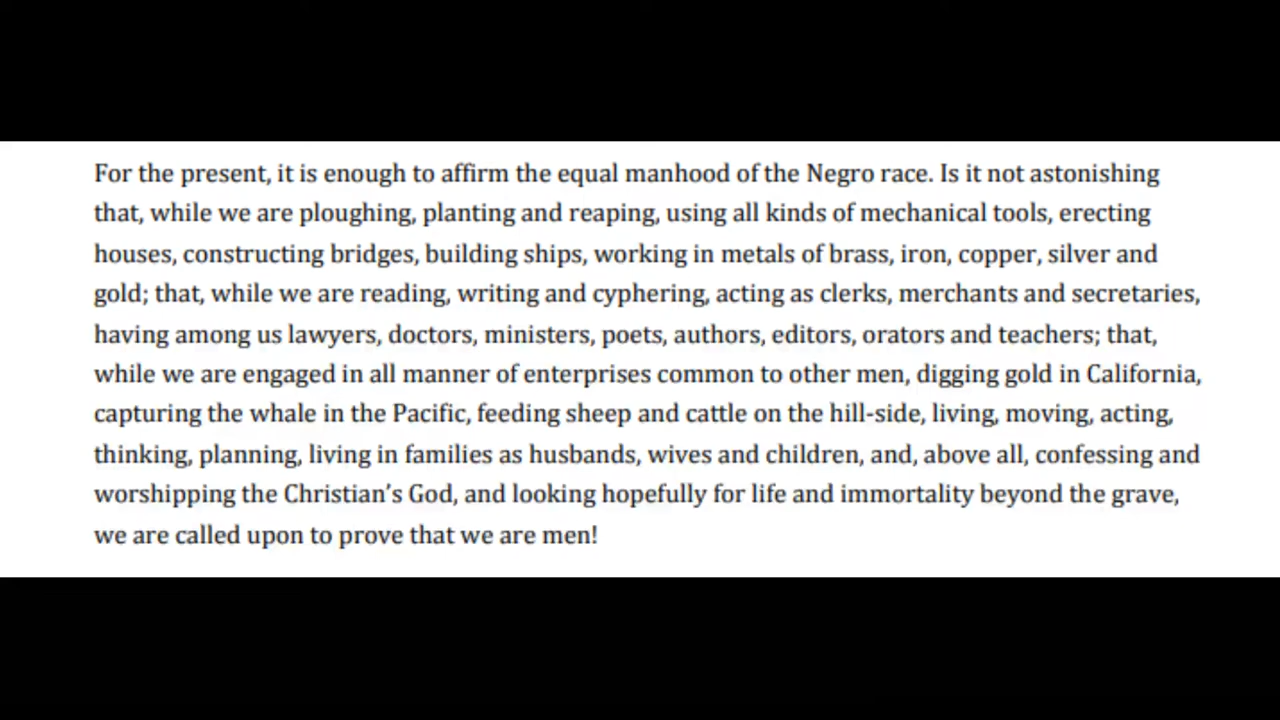 For the present, it is enough to affirm the equal manhood of the Negro race. Is it not astonishing
that, while we are ploughing, planting and reaping, using all kinds of mechanical tools, erecting
houses, constructing bridges, building ships, working in metals of brass, iron, copper, silver and
gold; that, while we are reading, writing and cyphering, acting as clerks, merchants and secretaries,
having among us lawyers, doctors, ministers, poets, authors, editors, orators and teachers; that,
while we are engaged in all manner of enterprises common to other men, digging gold in California,
capturing the whale in the Pacific, feeding sheep and cattle on the hill-side, living, moving, acting,
thinking, planning, living in families as husbands, wives and children, and, above all, confessing and
worshipping the Christian’s God, and looking hopefully for life and immortality beyond the grave,
we are called upon to prove that we are men!